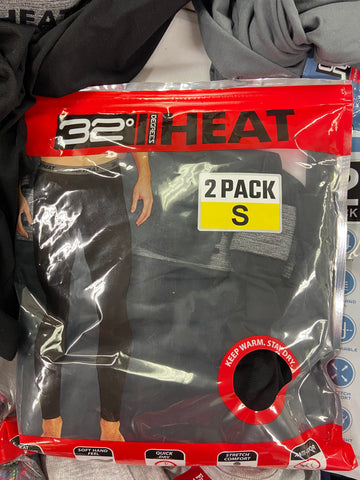 32° DEGREES HEAT
2 PACK
S
KEEP WARM. STAY DRY.
SOFT HAND
FEEL
QUICK
DRY
STRETCH
COMFORT